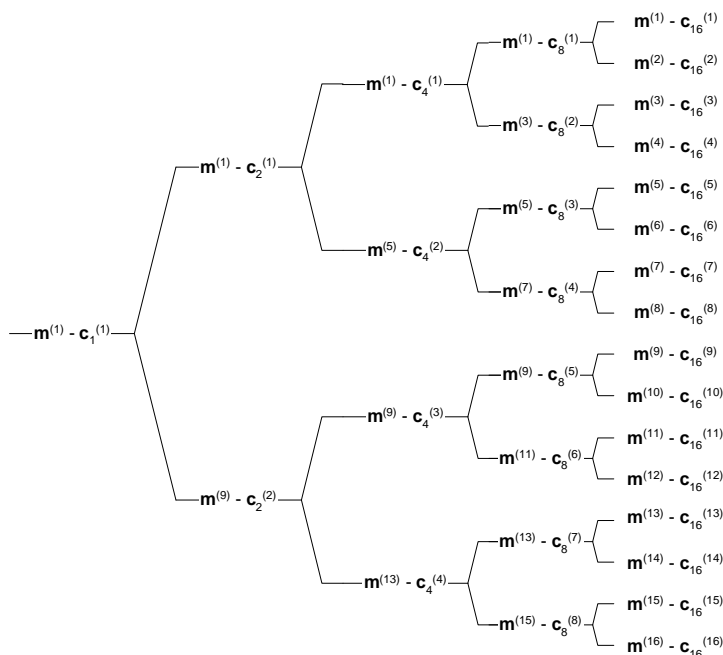 m(1) - c1(1)
m(1) - c2(1)
m(9) - c2(2)
m(1) - c4(1)
m(5) - c4(2)
m(9) - c4(3)
m(13) - c4(4)
m(1) - c8(1)
m(3) - c8(2)
m(5) - c8(3)
m(7) - c8(4)
m(9) - c8(5)
m(11) - c8(6)
m(13) - c8(7)
m(15) - c8(8)
m(1) - c16(1)
m(2) - c16(2)
m(3) - c16(3)
m(4) - c16(4)
m(5) - c16(5)
m(6) - c16(6)
m(7) - c16(7)
m(8) - c16(8)
m(9) - c16(9)
m(10) - c16(10)
m(11) - c16(11)
m(12) - c16(12)
m(13) - c16(13)
m(14) - c16(14)
m(15) - c16(15)
m(16) - c16(16)